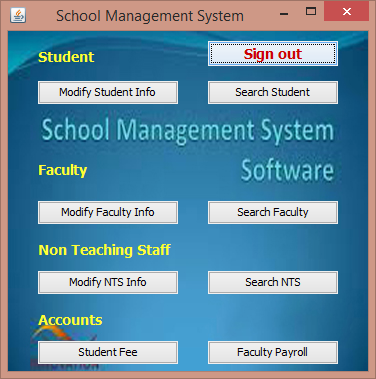 School Management System
Student
Sign out
Modify Student Info
Search Student
School Management System
Software
Faculty
Modify Faculty Info
Search Faculty
Non Teaching Staff
Modify NTS Info
Search NTS
Accounts
Student Fee
Faculty Payroll